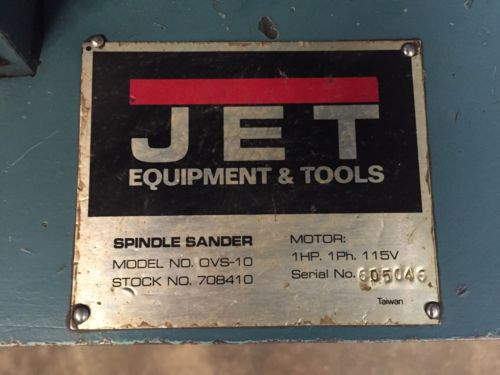 JET
EQUIPMENT & TOOLS
SPINDLE SANDER
MODEL NO. OVS-10
STOCK NO. 708410
MOTOR:
1HP. 1Ph. 115V
Serial No. 605046
Taiwan